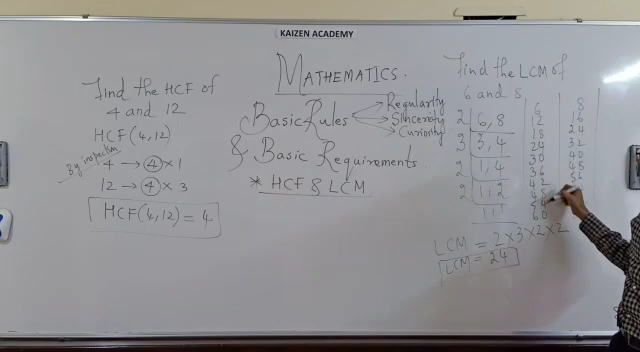 KAIZEN ACADEMY
Find the HCF of
4 and 12
HCF(4,12)
By inspection
4 → 4 × 1
12 → 4 × 3
HCF(4,12) = 4
MATHEMATICS.
Basic Rules
Regularity
Sincerety
Curiosity
& Basic Requirements
* HCF & LCM
Find the LCM of
6 and 8
2 | 6, 8
3 | 3, 4
2 | 1, 4
2 | 1, 2
1, 1
6
12
18
24
30
36
42
48
54
60
8
16
24
32
40
48
56
LCM = 2×3×2×2
LCM = 24